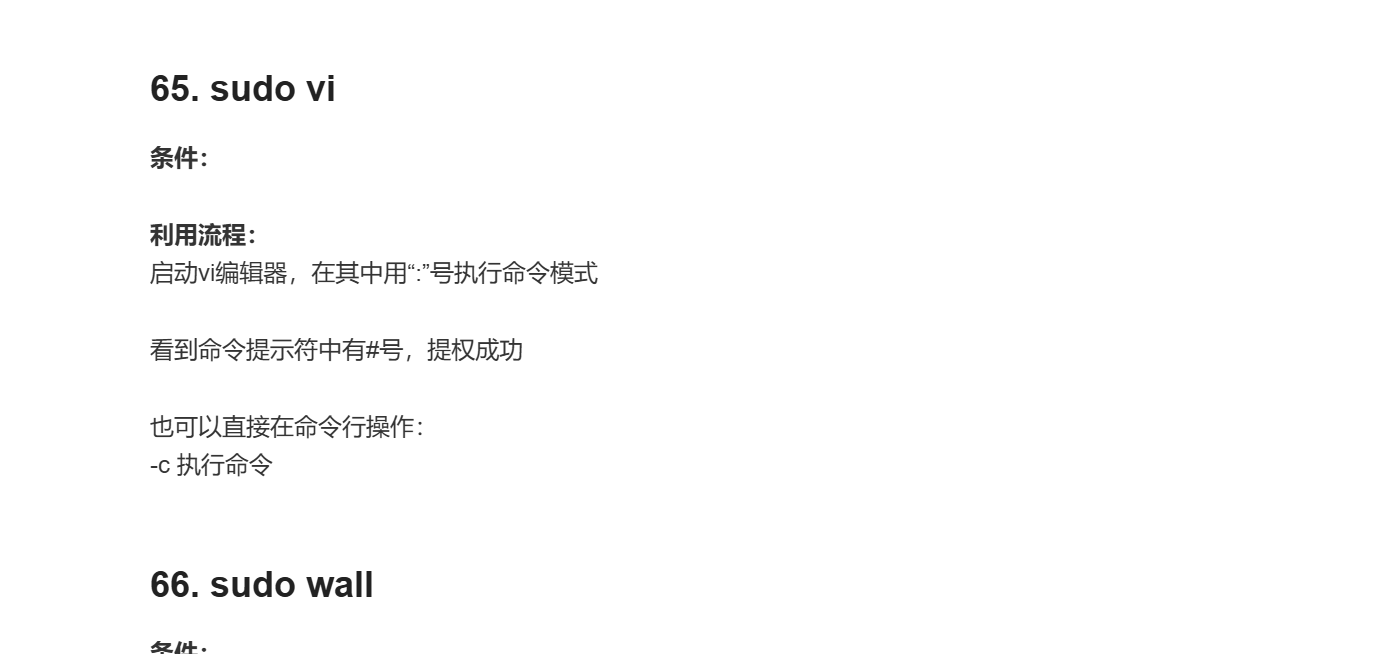 65. sudo vi
条件：
利用流程：
启动vi编辑器，在其中用“:”号执行命令模式
看到命令提示符中有#号，提权成功
也可以直接在命令行操作：
-c 执行命令
66. sudo wall
条件：